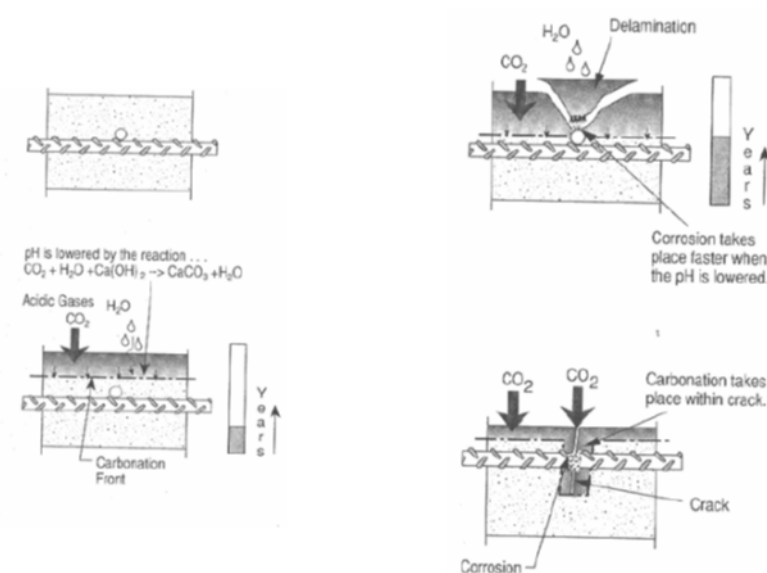 pH is lowered by the reaction ...
CO₂ + H₂O +Ca(OH) ₂ -> CaCO₃ +H₂O
Acidic Gases H₂O
CO₂
Years
Carbonation
Front
Delamination
H₂O
CO₂
Years
Corrosion takes
place faster when
the pH is lowered.
CO₂ CO₂
Carbonation takes
place within crack.
Crack
Corrosion